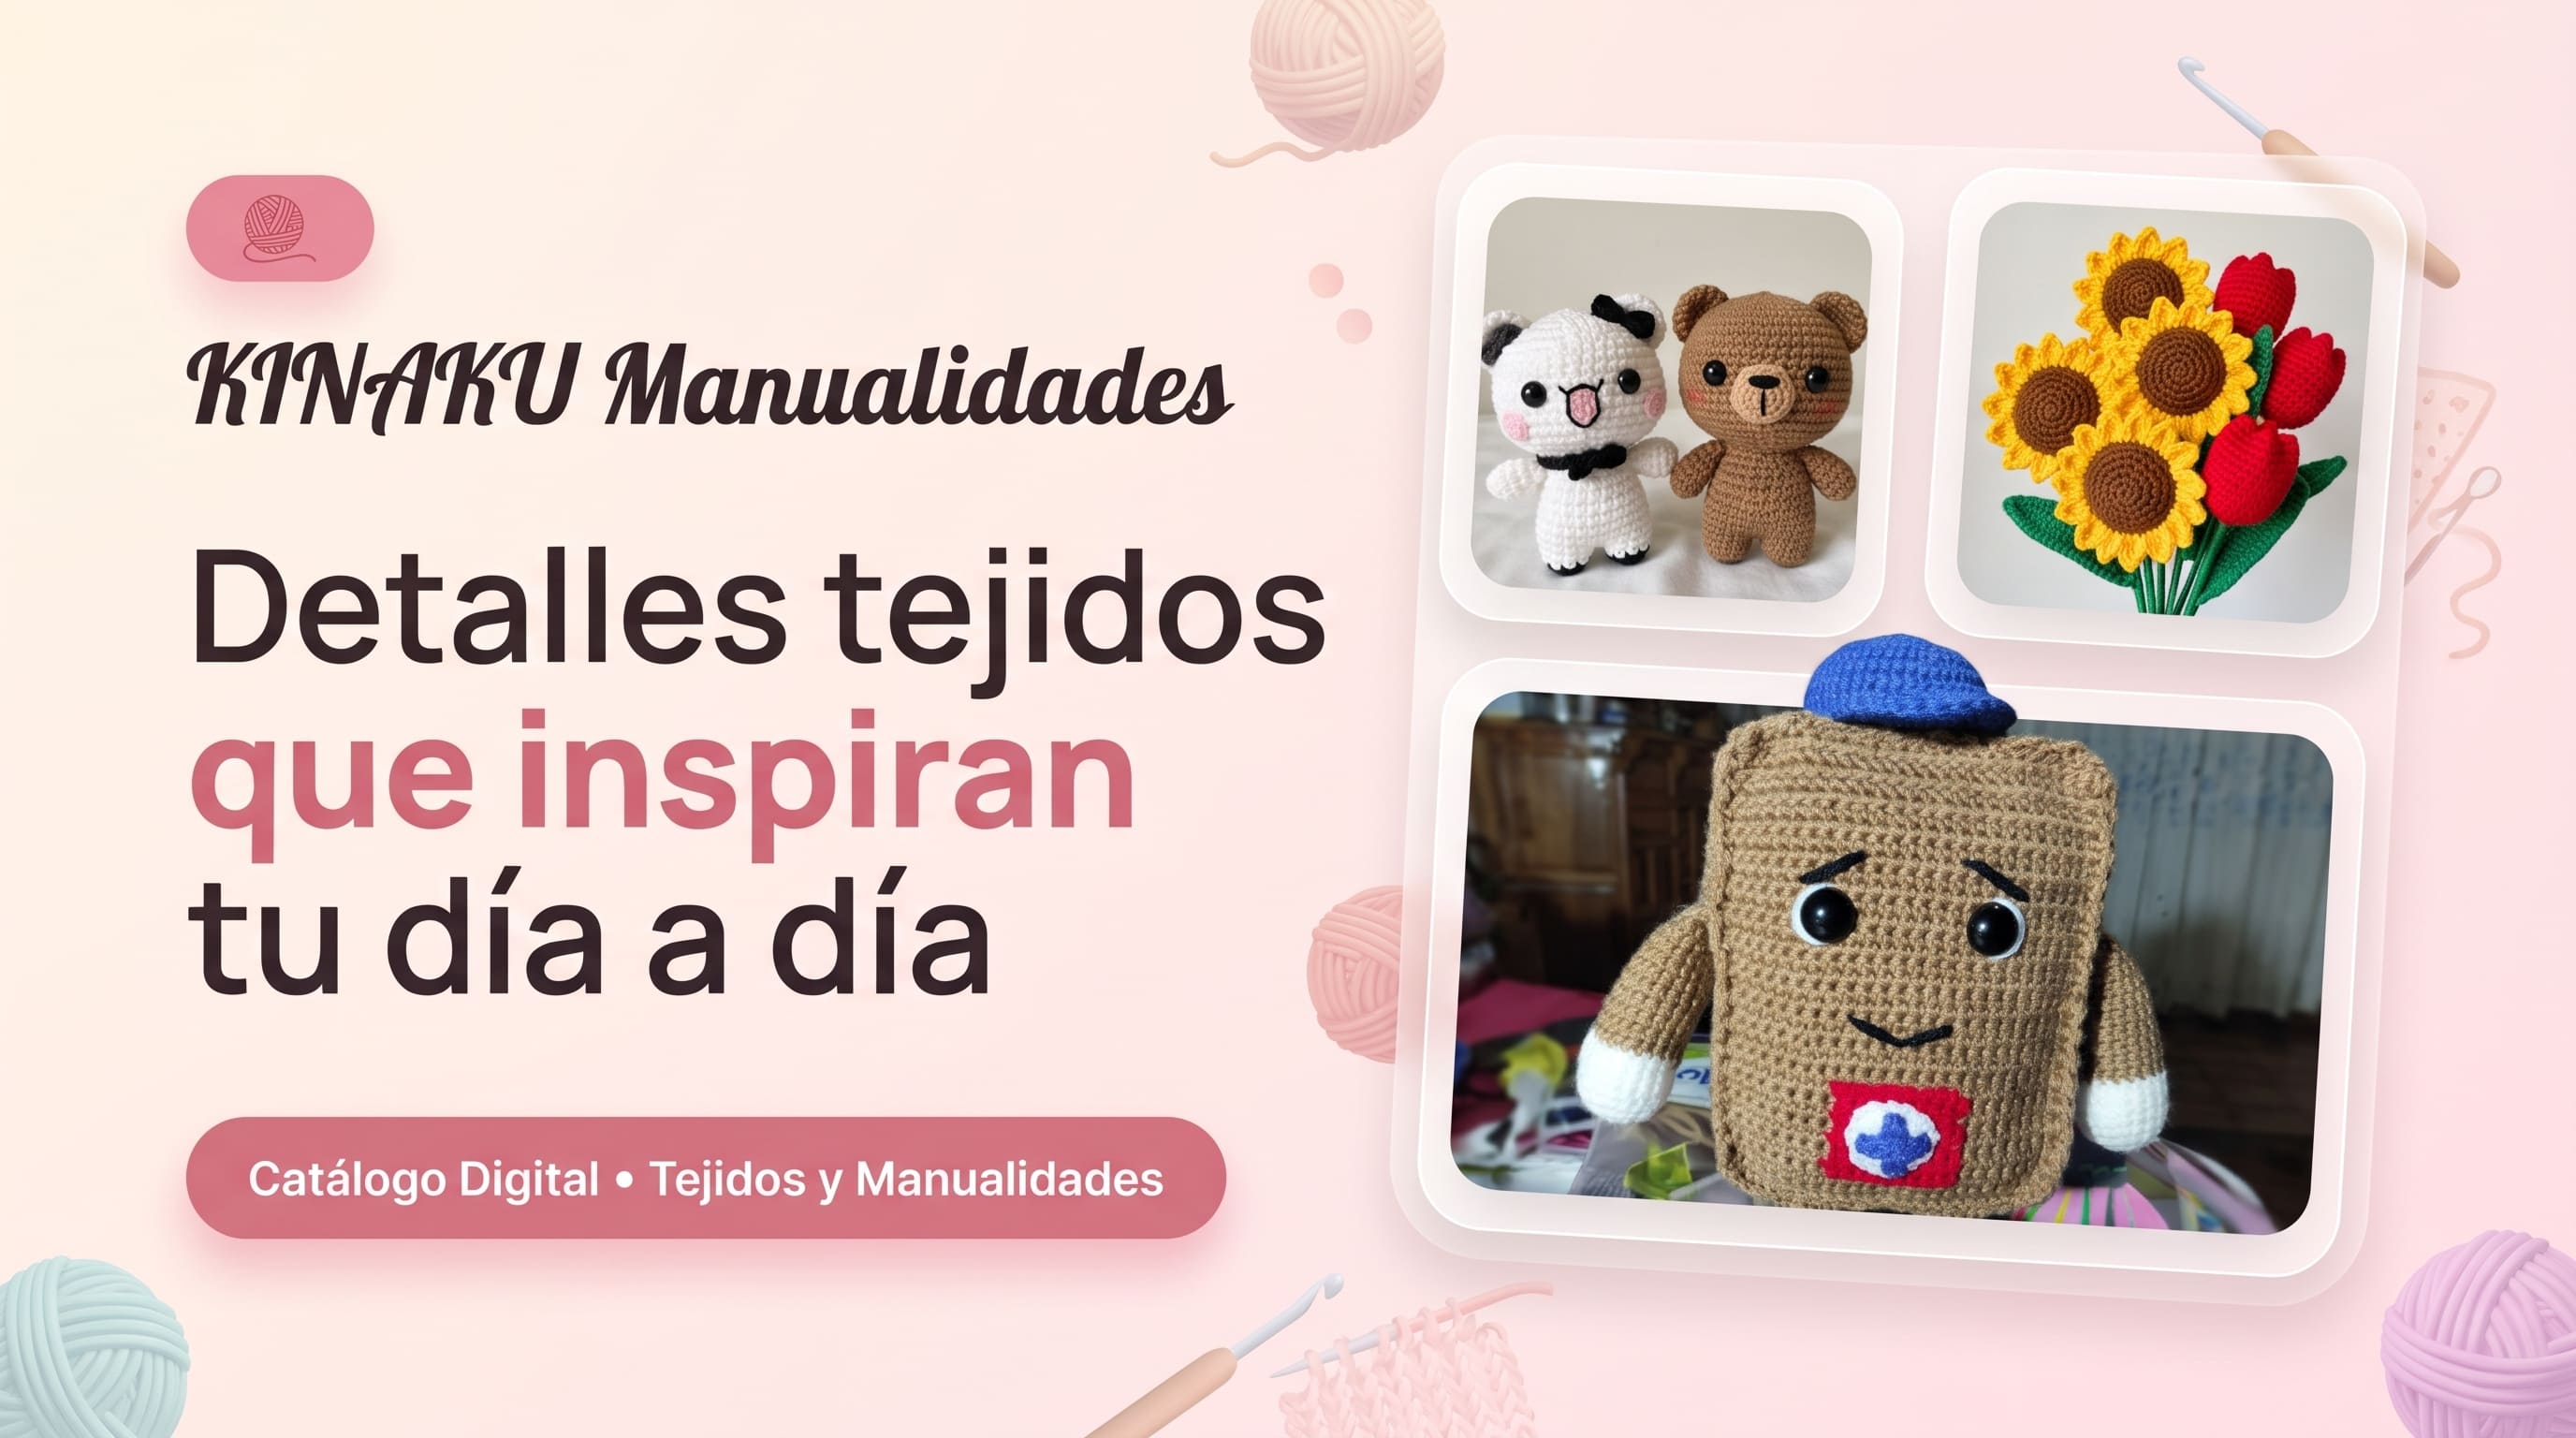 KINAKU Manualidades
Detalles tejidos
que inspiran
tu día a día
Catálogo Digital • Tejidos y Manualidades